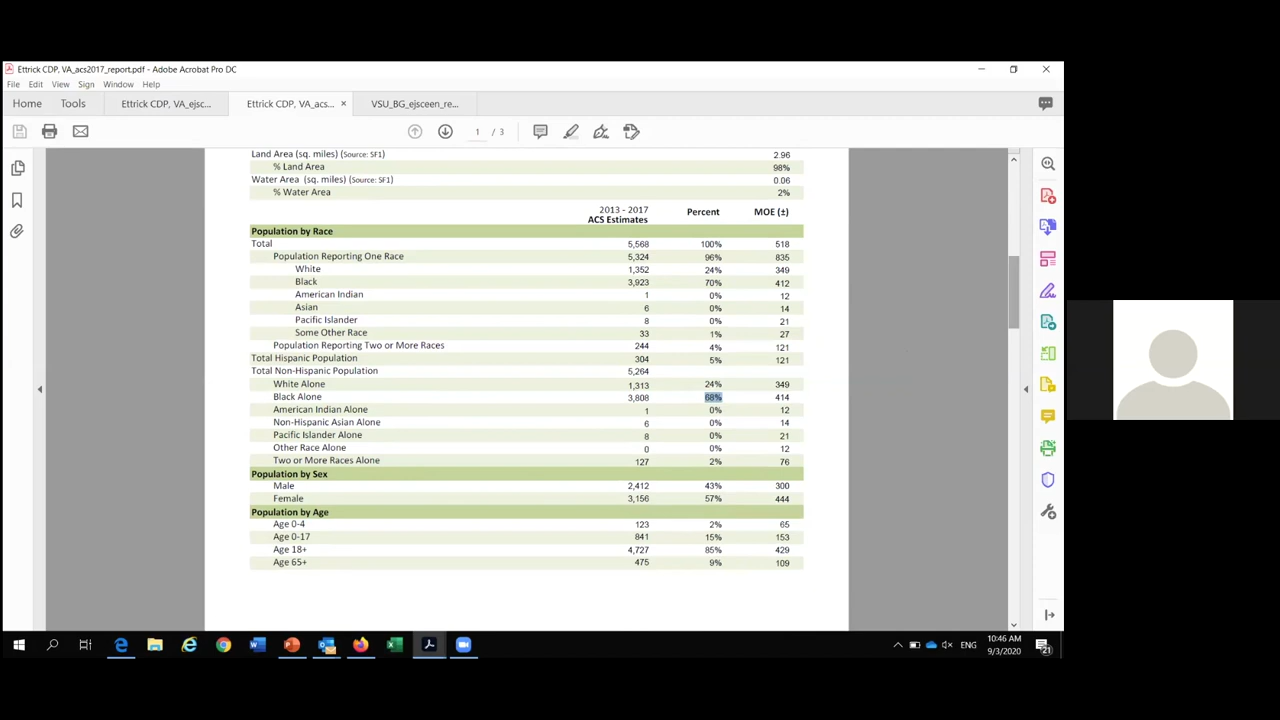 Ettrick CDP, VA_acs2017_report.pdf - Adobe Acrobat Pro DC
File Edit View Sign Window Help
Home Tools Ettrick CDP, VA_ejsc... Ettrick CDP, VA_acs... × VSU_BG_ejsceen_re...
1 / 3
Land Area (sq. miles) (Source: SF1) 2.96
% Land Area 98%
Water Area (sq. miles) (Source: SF1) 0.06
% Water Area 2%
2013 - 2017
ACS Estimates Percent MOE (±)
Population by Race
Total 5,568 100% 518
Population Reporting One Race 5,324 96% 835
White 1,352 24% 349
Black 3,923 70% 412
American Indian 1 0% 12
Asian 6 0% 14
Pacific Islander 8 0% 21
Some Other Race 33 1% 27
Population Reporting Two or More Races 244 4% 121
Total Hispanic Population 304 5% 121
Total Non-Hispanic Population 5,264
White Alone 1,313 24% 349
Black Alone 3,808 68% 414
American Indian Alone 1 0% 12
Non-Hispanic Asian Alone 6 0% 14
Pacific Islander Alone 8 0% 21
Other Race Alone 0 0% 12
Two or More Races Alone 127 2% 76
Population by Sex
Male 2,412 43% 300
Female 3,156 57% 444
Population by Age
Age 0-4 123 2% 65
Age 0-17 841 15% 153
Age 18+ 4,727 85% 429
Age 65+ 475 9% 109
ENG
10:46 AM
9/3/2020
21